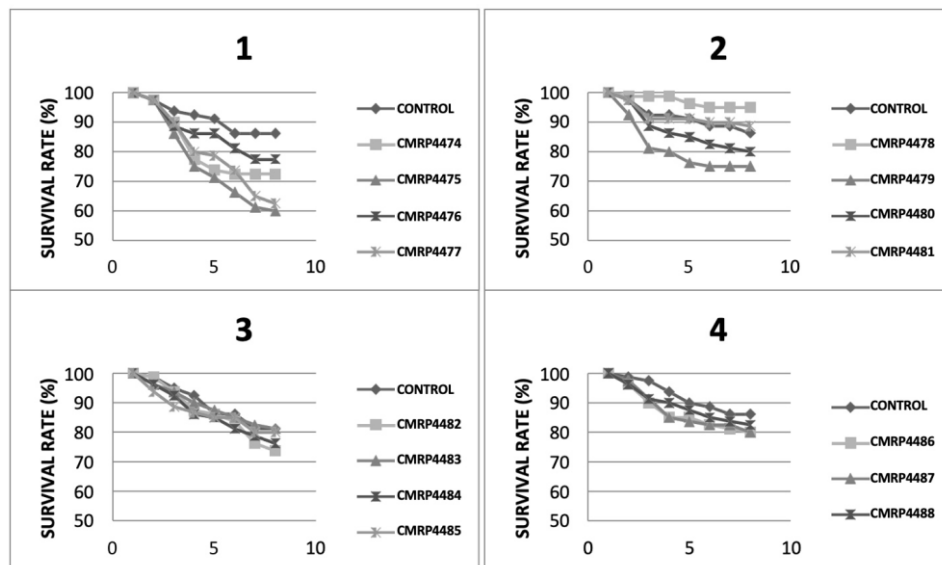 1
SURVIVAL RATE (%)
100
90
80
70
60
50
0
5
10
CONTROL
CMRP4474
CMRP4475
CMRP4476
CMRP4477
2
SURVIVAL RATE (%)
100
90
80
70
60
50
0
5
10
CONTROL
CMRP4478
CMRP4479
CMRP4480
CMRP4481
3
SURVIVAL RATE (%)
100
90
80
70
60
50
0
5
10
CONTROL
CMRP4482
CMRP4483
CMRP4484
CMRP4485
4
SURVIVAL RATE (%)
100
90
80
70
60
50
0
5
10
CONTROL
CMRP4486
CMRP4487
CMRP4488